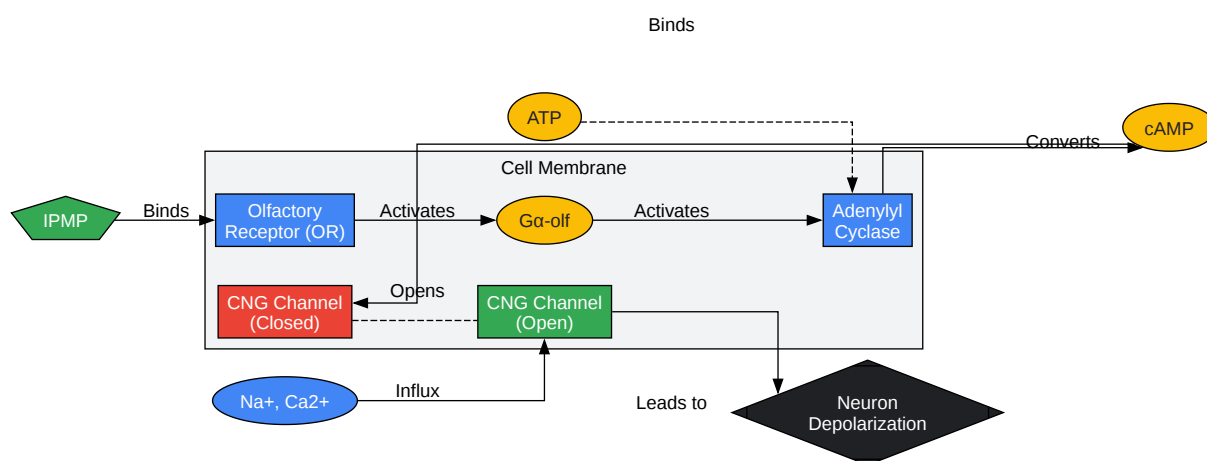 Binds
ATP
cAMP
Converts
Cell Membrane
IPMP
Binds
Olfactory
Receptor (OR)
Activates
Gα-olf
Activates
Adenylyl
Cyclase
CNG Channel
(Closed)
Opens
CNG Channel
(Open)
Na+, Ca2+
Influx
Leads to
Neuron
Depolarization